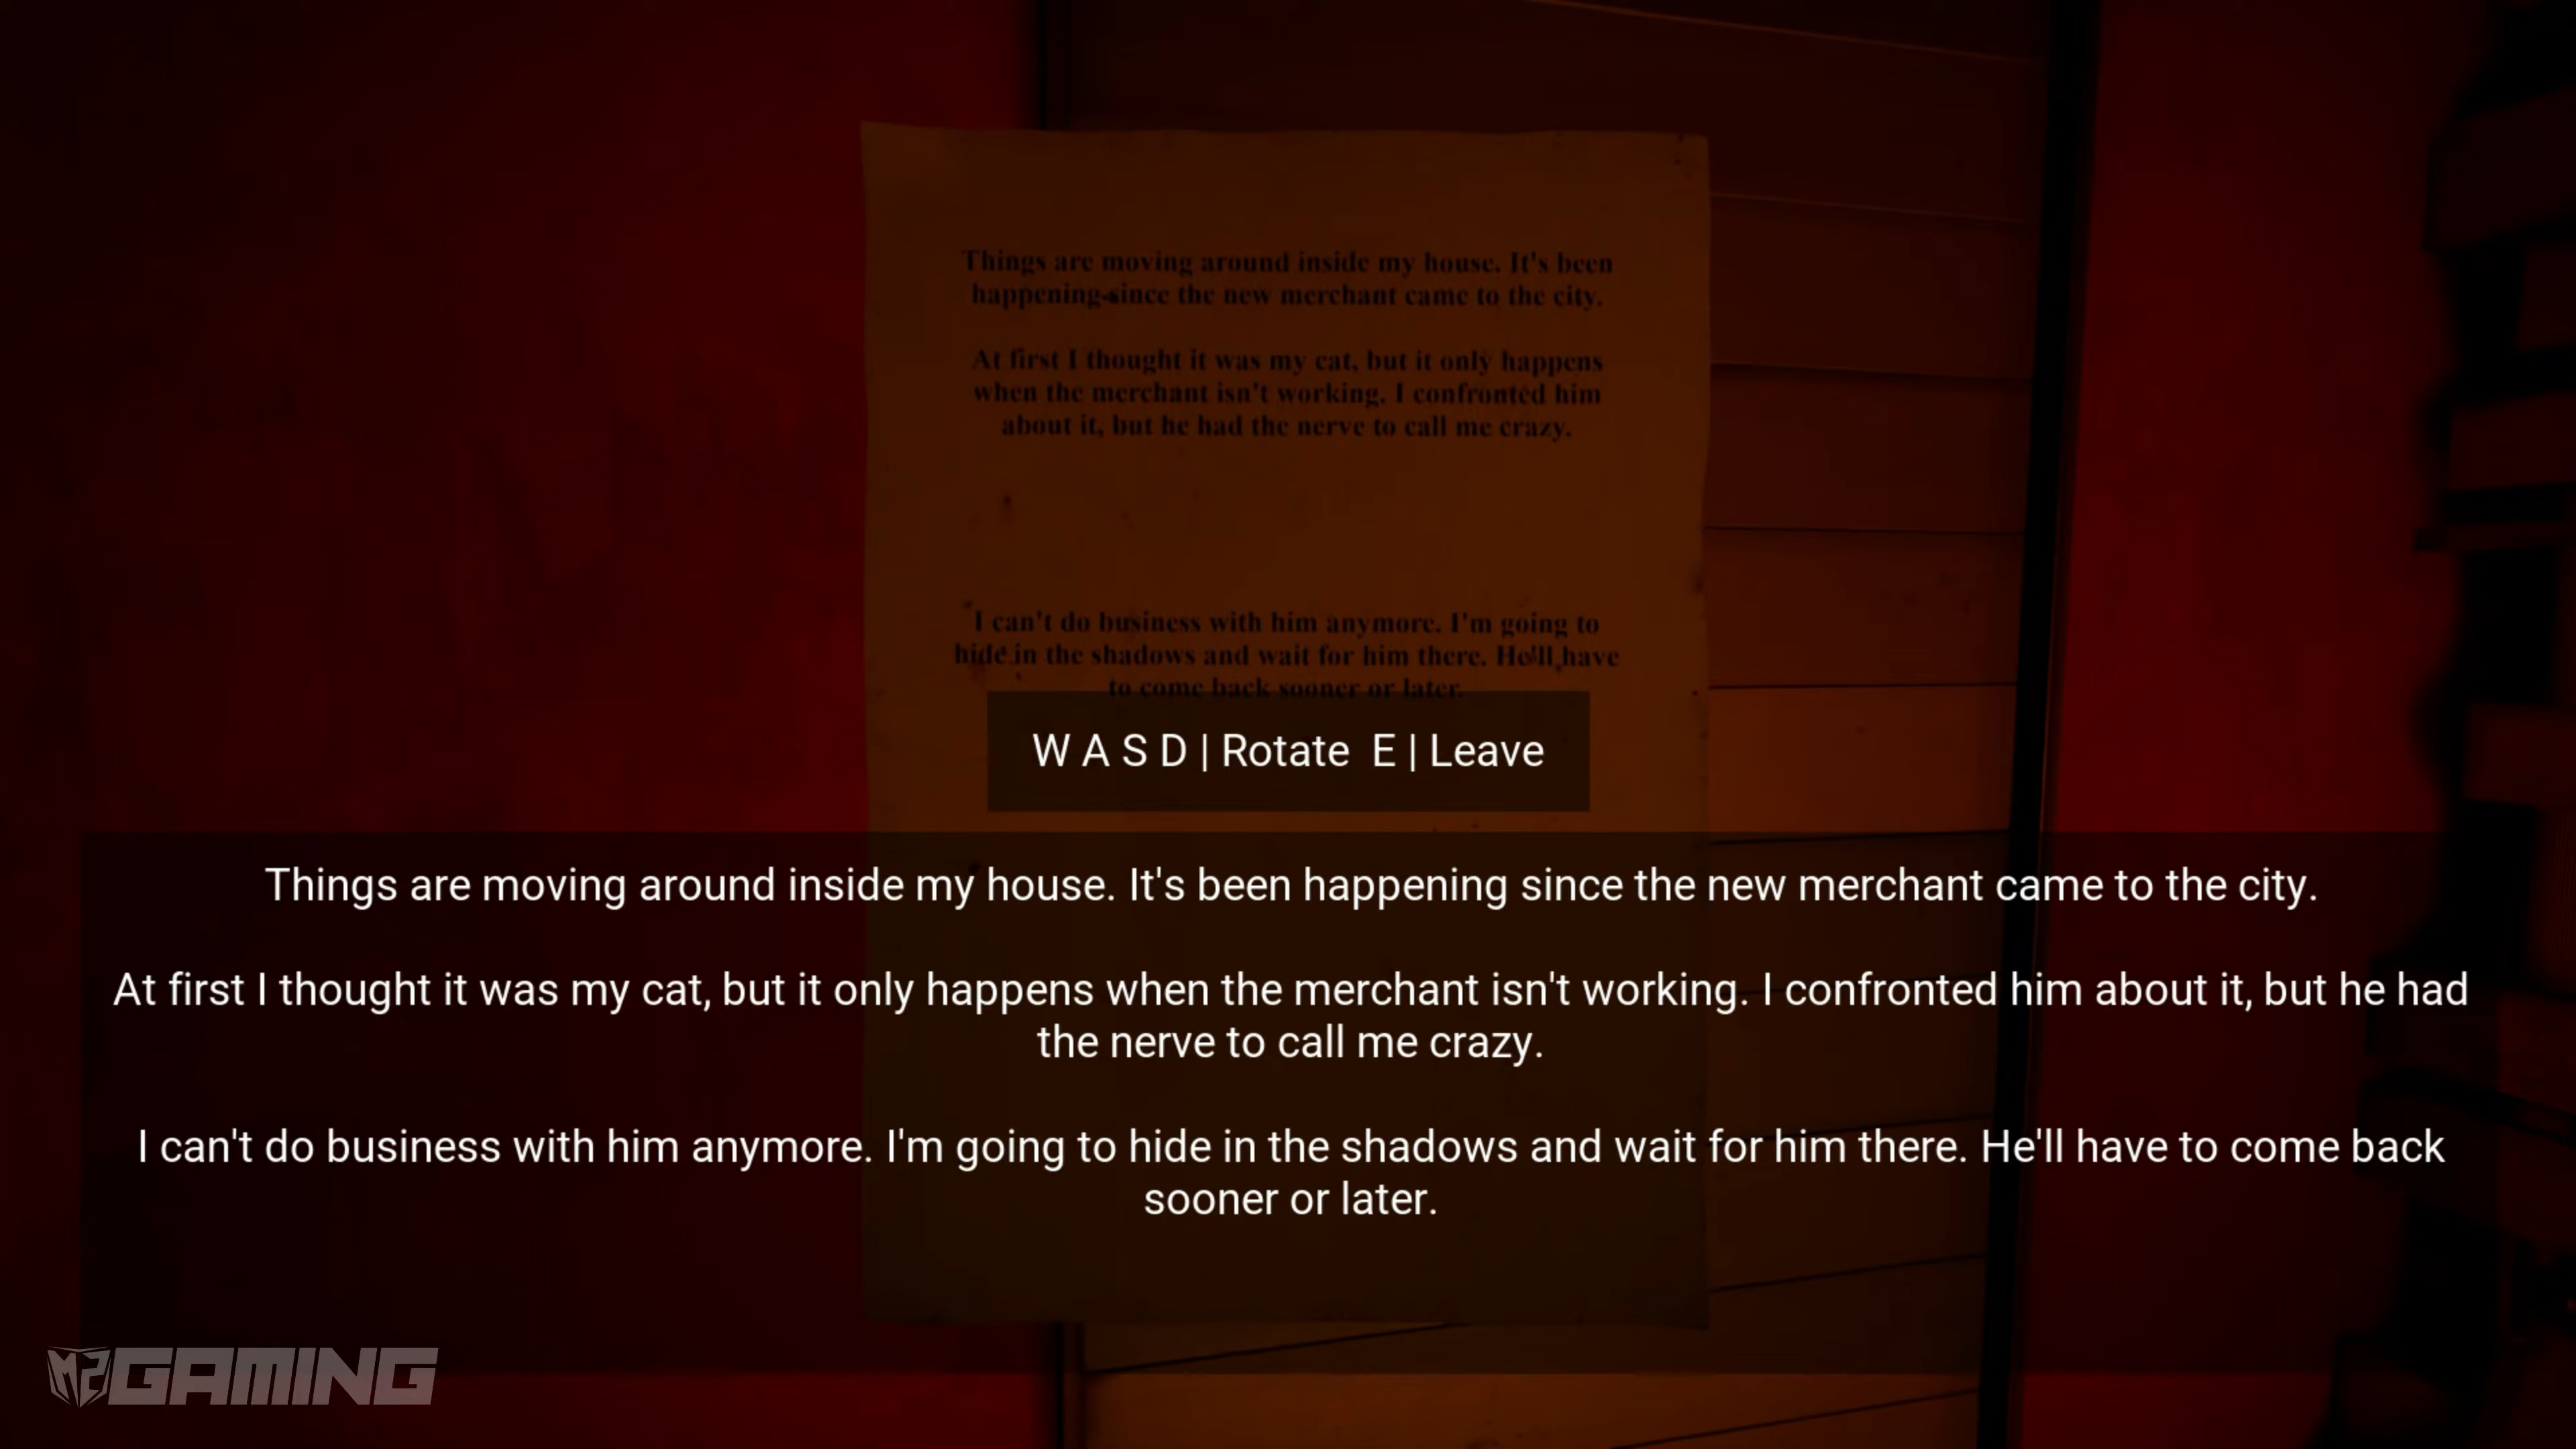 Things are moving around inside my house. It's been
happening since the new merchant came to the city.
At first I thought it was my cat, but it only happens
when the merchant isn't working. I confronted him
about it, but he had the nerve to call me crazy.
I can't do business with him anymore. I'm going to
hide in the shadows and wait for him there. He'll have
to come back sooner or later.
W A S D | Rotate E | Leave
Things are moving around inside my house. It's been happening since the new merchant came to the city.
At first I thought it was my cat, but it only happens when the merchant isn't working. I confronted him about it, but he had
the nerve to call me crazy.
I can't do business with him anymore. I'm going to hide in the shadows and wait for him there. He'll have to come back
sooner or later.
M2GAMING